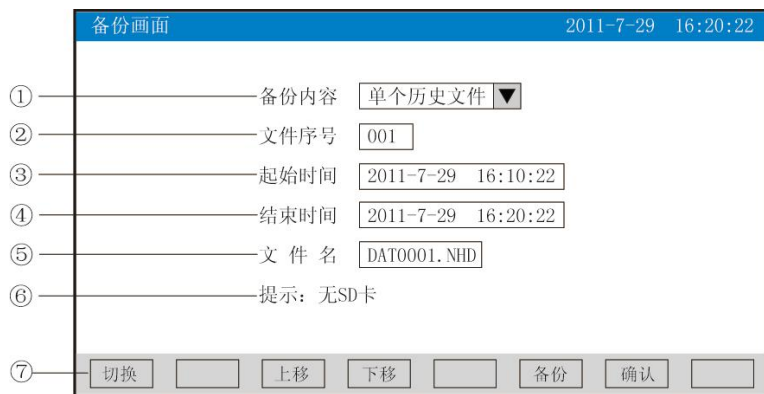 备份画面 2011-7-29 16:20:22
① 备份内容 单个历史文件
② 文件序号 001
③ 起始时间 2011-7-29 16:10:22
④ 结束时间 2011-7-29 16:20:22
⑤ 文 件 名 DAT0001.NHD
⑥ 提示：无SD卡
⑦ 切换 上移 下移 备份 确认